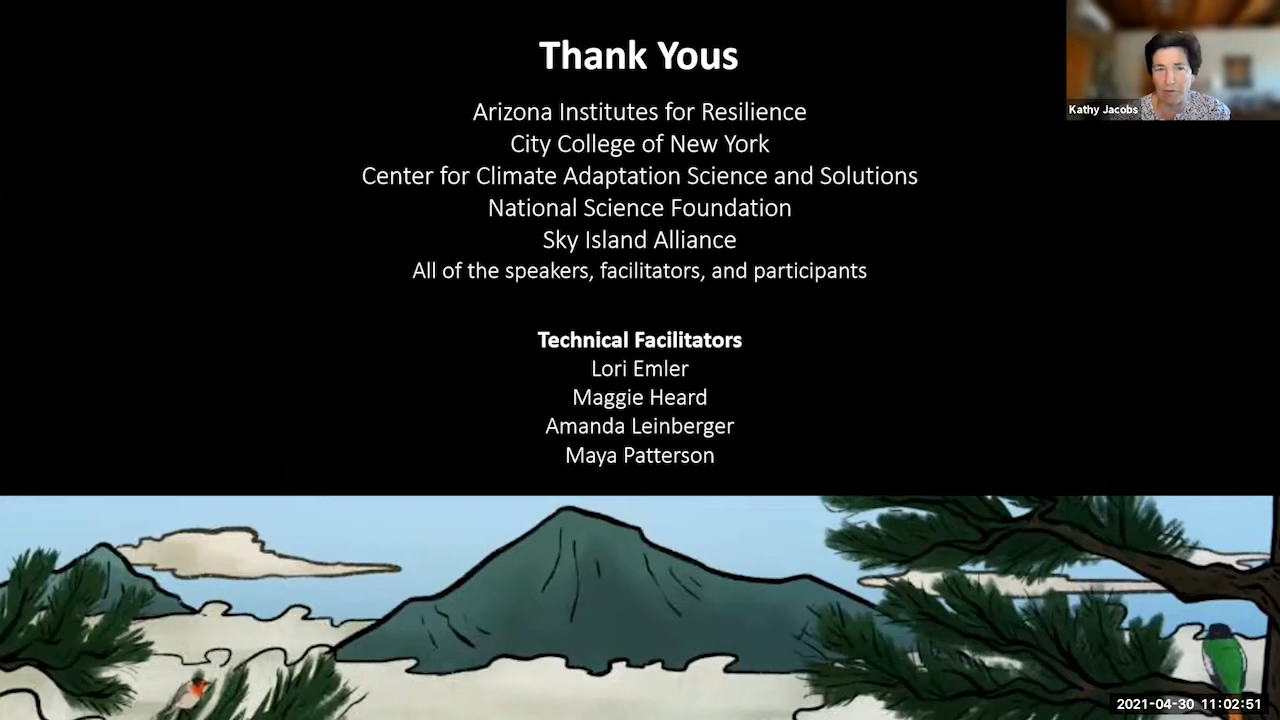 Thank Yous
Arizona Institutes for Resilience
City College of New York
Center for Climate Adaptation Science and Solutions
National Science Foundation
Sky Island Alliance
All of the speakers, facilitators, and participants
Technical Facilitators
Lori Emler
Maggie Heard
Amanda Leinberger
Maya Patterson
Kathy Jacobs
2021-04-30 11:02:51